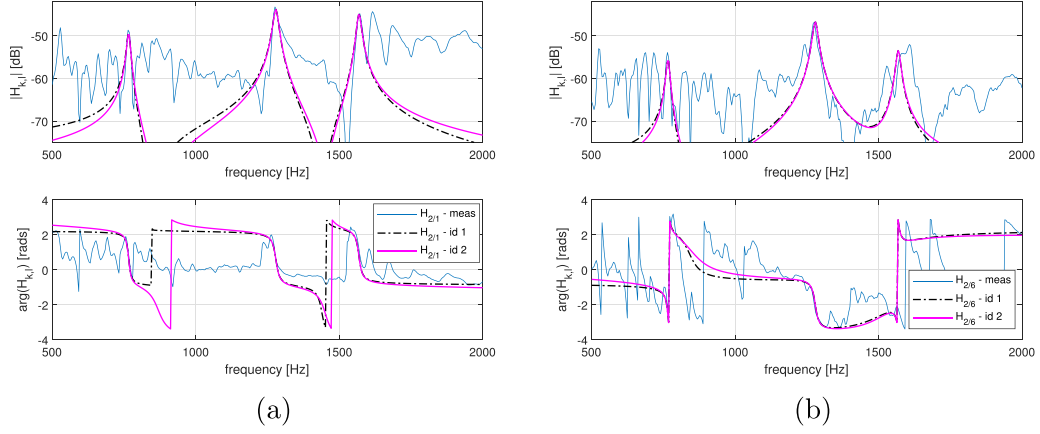 |H_{k,l}| [dB]
-50
-60
-70
500 1000 1500 2000
frequency [Hz]
|H_{k,l}| [dB]
-50
-60
-70
500 1000 1500 2000
frequency [Hz]
arg(H_{k,l}) [rads]
4
2
0
-2
-4
H_{2/1} - meas
H_{2/1} - id 1
H_{2/1} - id 2
500 1000 1500 2000
frequency [Hz]
arg(H_{k,l}) [rads]
4
2
0
-2
-4
H_{2/6} - meas
H_{2/6} - id 1
H_{2/6} - id 2
500 1000 1500 2000
frequency [Hz]
(a)
(b)